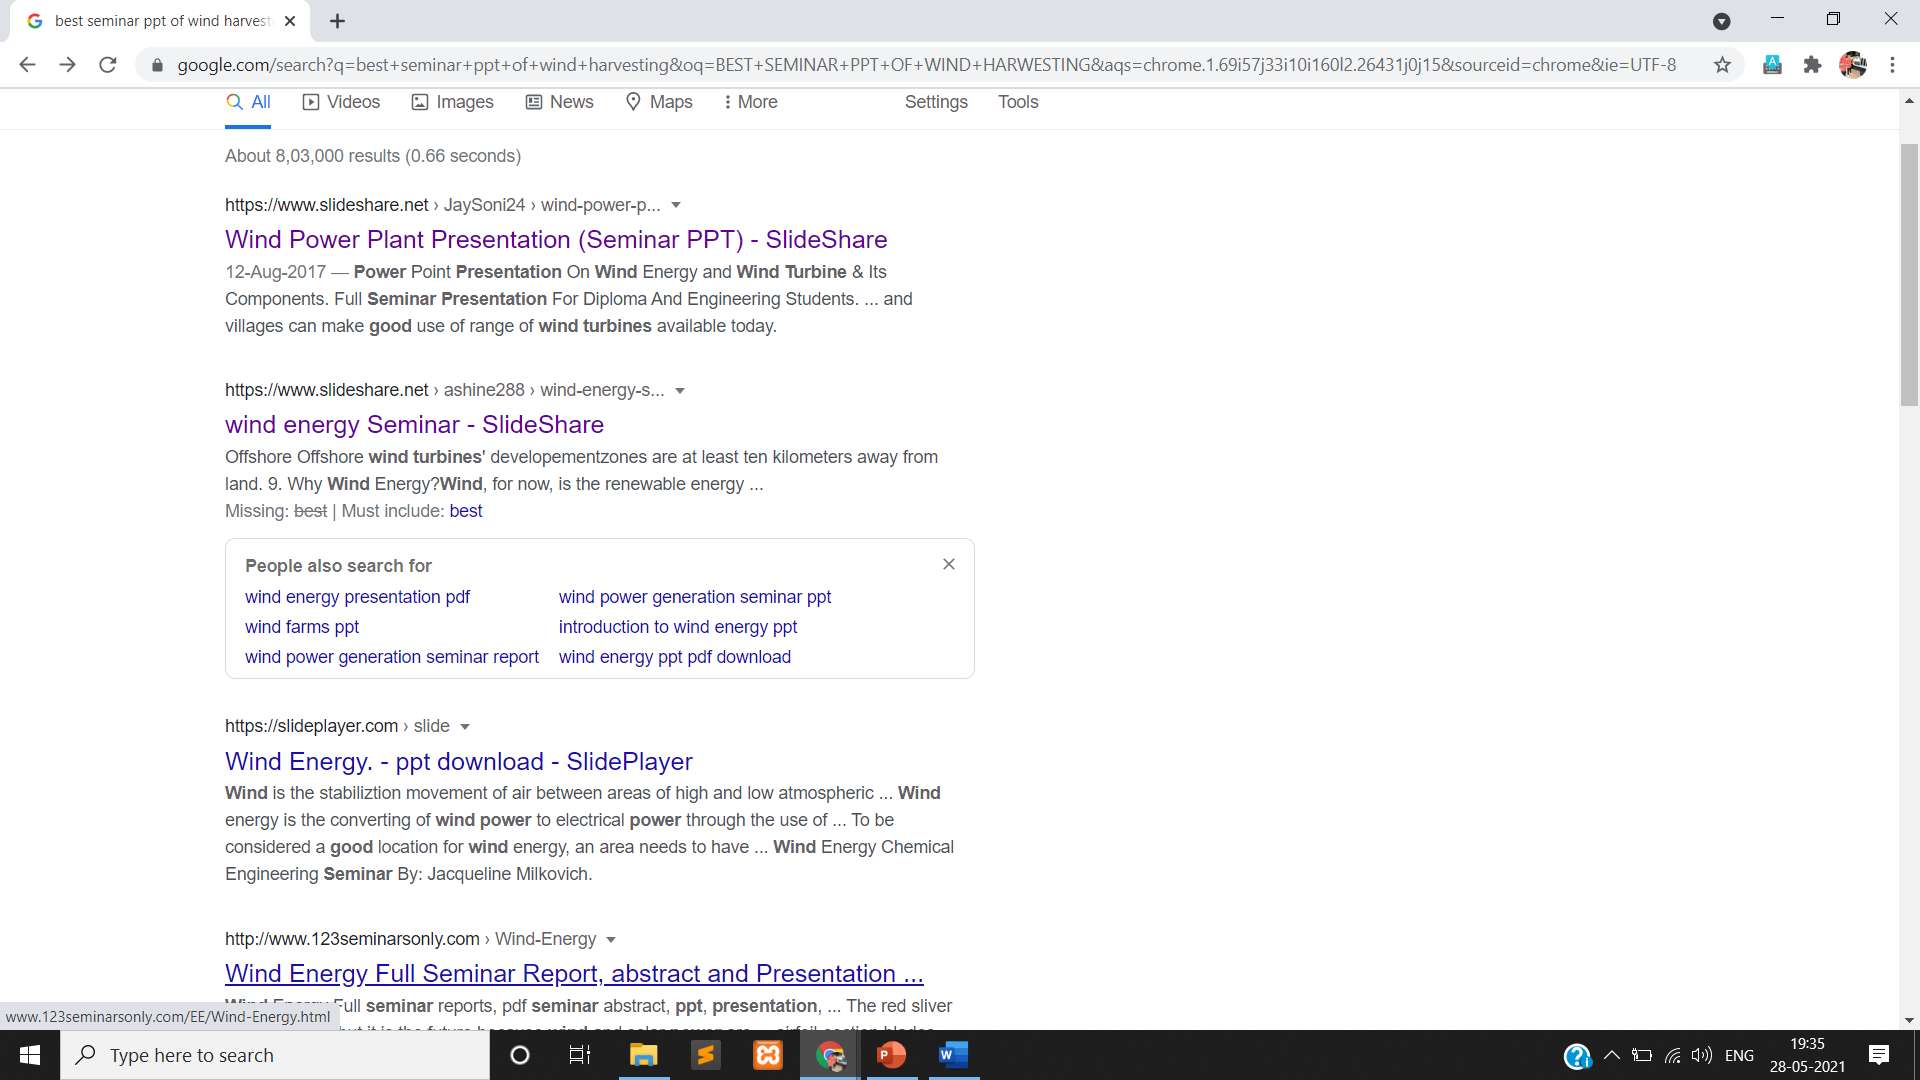 best seminar ppt of wind harvest
google.com/search?q=best+seminar+ppt+of+wind+harvesting&oq=BEST+SEMINAR+PPT+OF+WIND+HARWESTING&aqs=chrome.1.69i57j33i10i160l2.26431j0j15&sourceid=chrome&ie=UTF-8
All Videos Images News Maps More Settings Tools
About 8,03,000 results (0.66 seconds)
https://www.slideshare.net › JaySoni24 › wind-power-p...
Wind Power Plant Presentation (Seminar PPT) - SlideShare
12-Aug-2017 — Power Point Presentation On Wind Energy and Wind Turbine & Its
Components. Full Seminar Presentation For Diploma And Engineering Students. ... and
villages can make good use of range of wind turbines available today.
https://www.slideshare.net › ashine288 › wind-energy-s...
wind energy Seminar - SlideShare
Offshore Offshore wind turbines' developementzones are at least ten kilometers away from
land. 9. Why Wind Energy?Wind, for now, is the renewable energy ...
Missing: best | Must include: best
People also search for
wind energy presentation pdf wind power generation seminar ppt
wind farms ppt introduction to wind energy ppt
wind power generation seminar report wind energy ppt pdf download
https://slideplayer.com › slide
Wind Energy. - ppt download - SlidePlayer
Wind is the stabiliztion movement of air between areas of high and low atmospheric ... Wind
energy is the converting of wind power to electrical power through the use of ... To be
considered a good location for wind energy, an area needs to have ... Wind Energy Chemical
Engineering Seminar By: Jacqueline Milkovich.
http://www.123seminarsonly.com › Wind-Energy
Wind Energy Full Seminar Report, abstract and Presentation ...
Wind Energy Full seminar reports, pdf seminar abstract, ppt, presentation, ... The red sliver
www.123seminarsonly.com/EE/Wind-Energy.html
Type here to search
ENG
19:35
28-05-2021